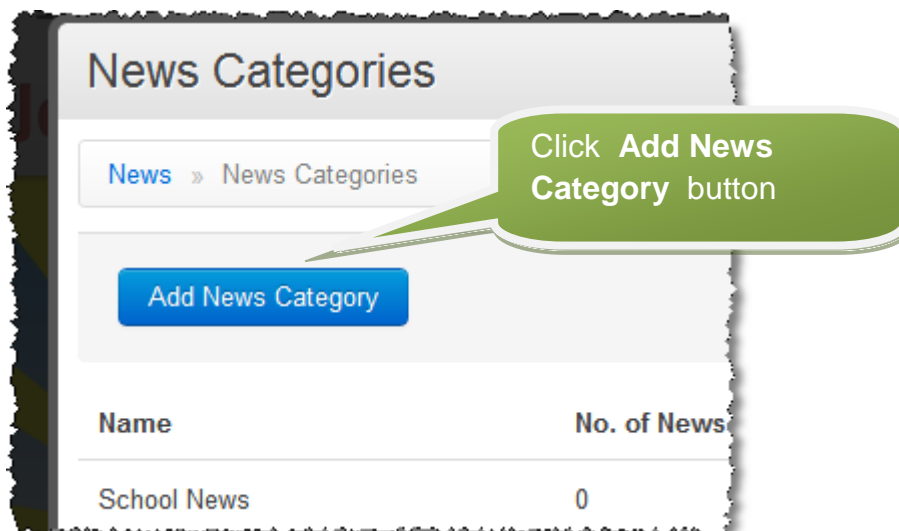 News Categories
Click Add News
Category button
News » News Categories
Add News Category
Name No. of News
School News 0